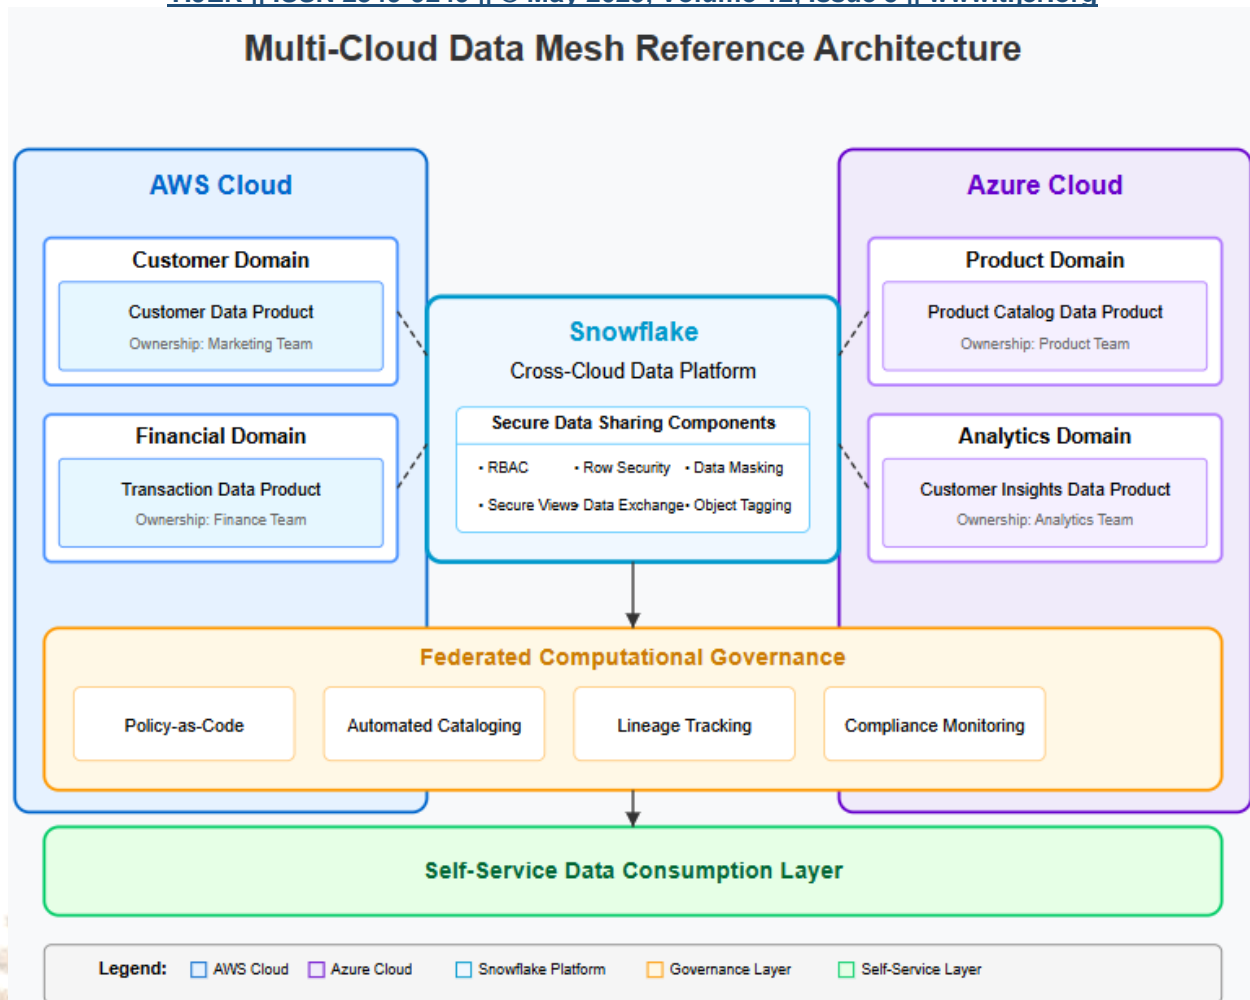 Multi-Cloud Data Mesh Reference Architecture
AWS Cloud
Customer Domain
Customer Data Product
Ownership: Marketing Team
Financial Domain
Transaction Data Product
Ownership: Finance Team
Snowflake
Cross-Cloud Data Platform
Secure Data Sharing Components
• RBAC • Row Security • Data Masking
• Secure Views • Data Exchange • Object Tagging
Azure Cloud
Product Domain
Product Catalog Data Product
Ownership: Product Team
Analytics Domain
Customer Insights Data Product
Ownership: Analytics Team
Federated Computational Governance
Policy-as-Code Automated Cataloging Lineage Tracking Compliance Monitoring
Self-Service Data Consumption Layer
Legend: AWS Cloud Azure Cloud Snowflake Platform Governance Layer Self-Service Layer